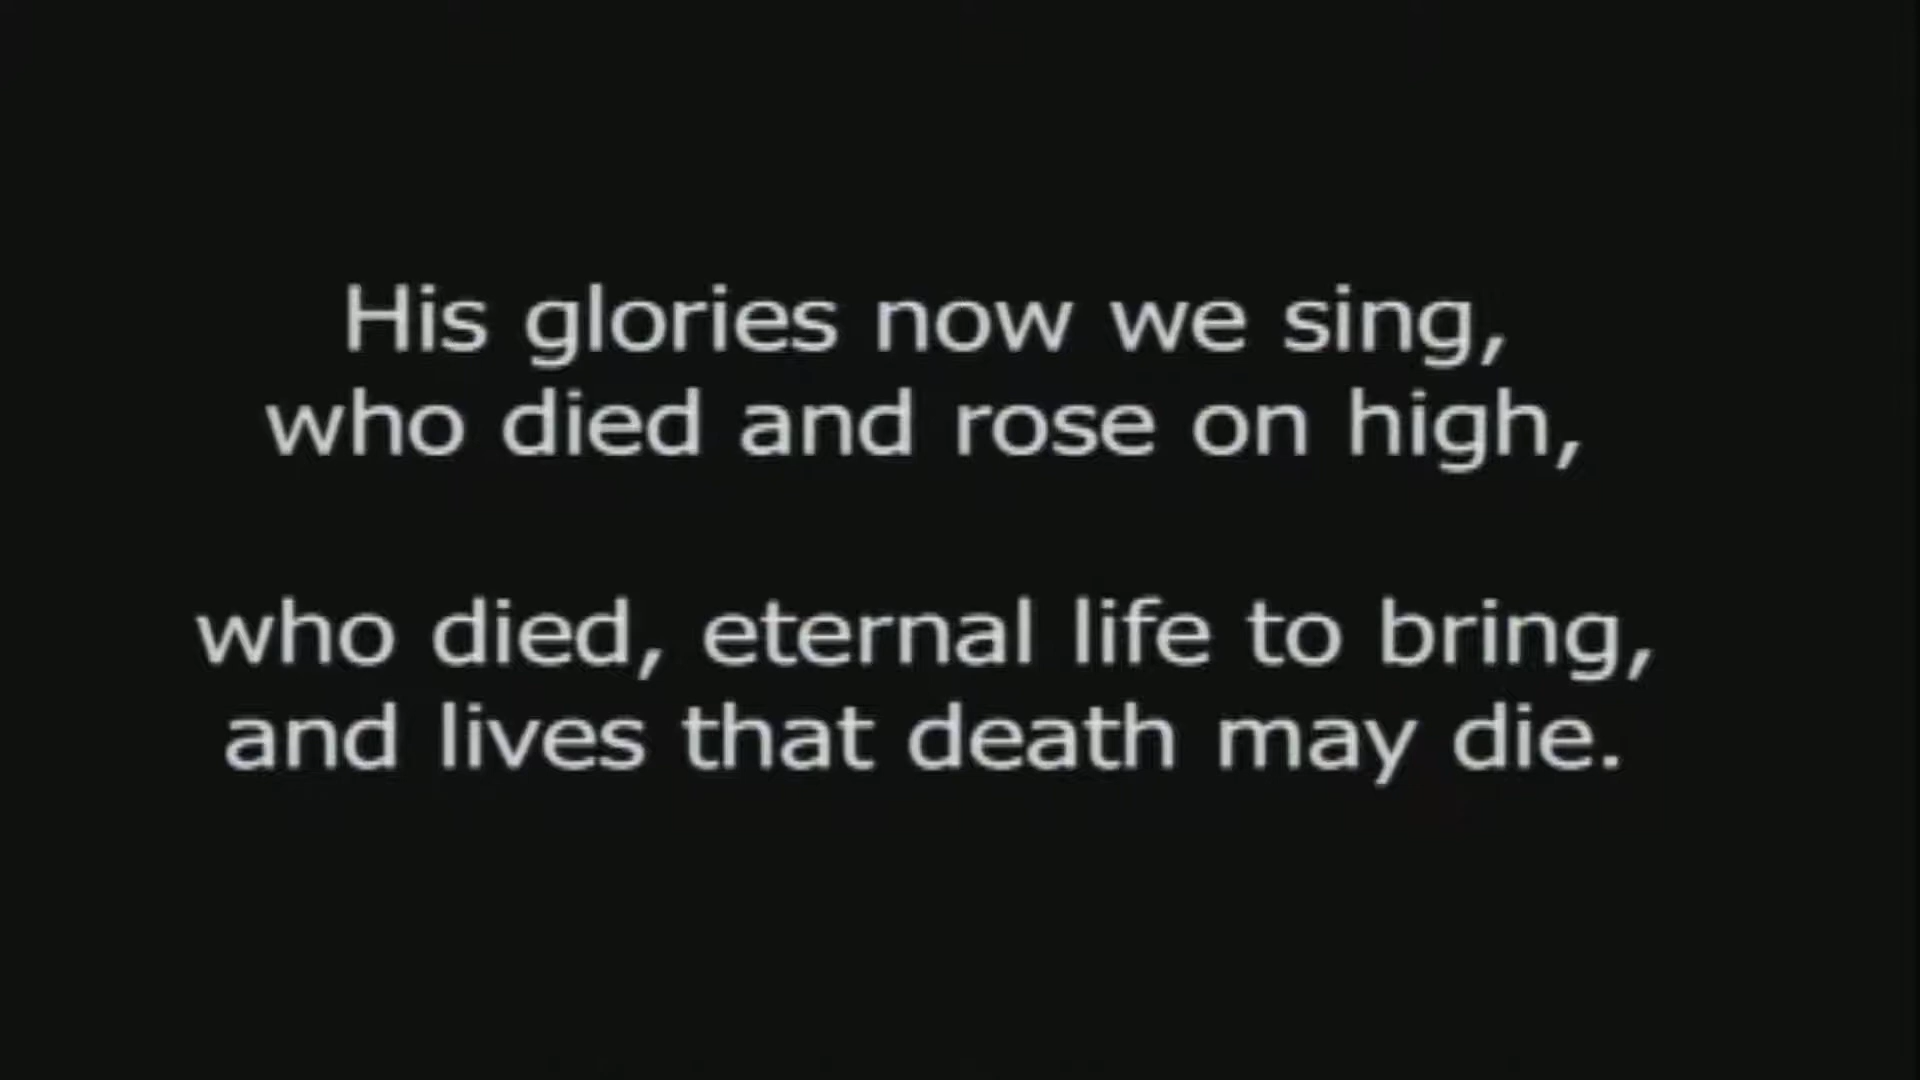 His glories now we sing,
who died and rose on high,
who died, eternal life to bring,
and lives that death may die.